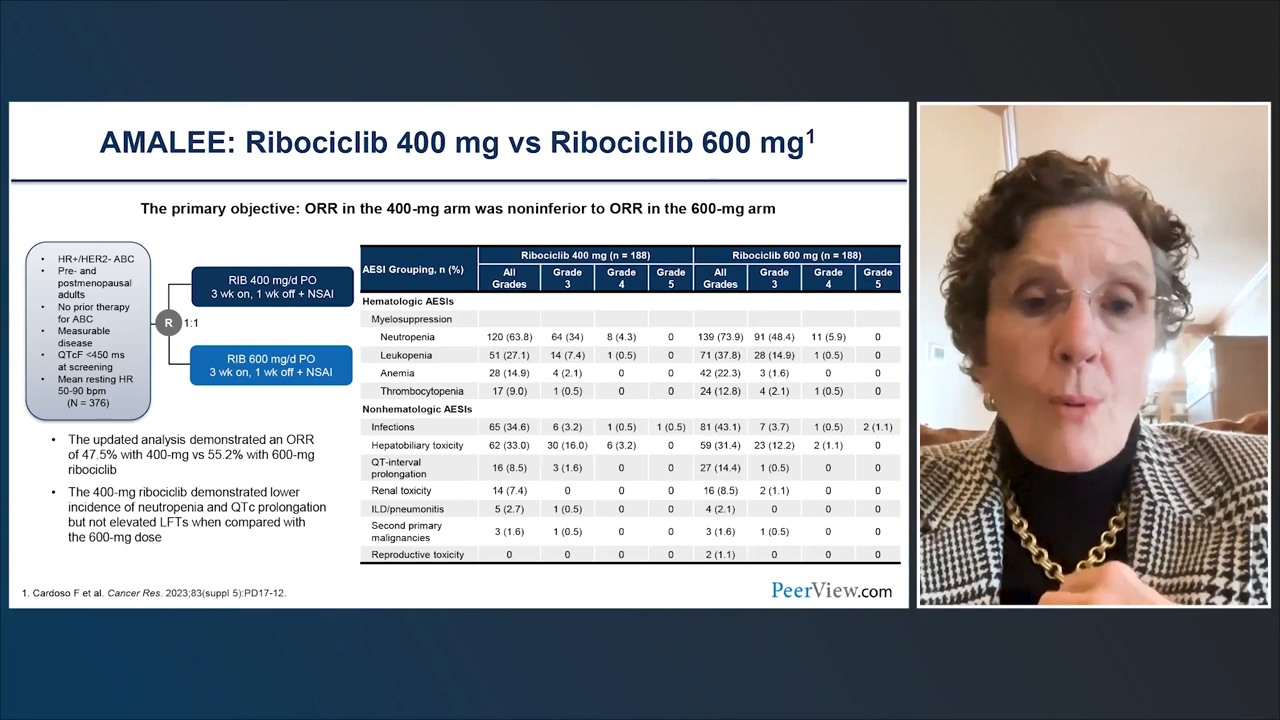 AMALEE: Ribociclib 400 mg vs Ribociclib 600 mg1
The primary objective: ORR in the 400-mg arm was noninferior to ORR in the 600-mg arm
• HR+/HER2- ABC
• Pre- and
postmenopausal
adults
• No prior therapy
for ABC
• Measurable
disease
• QTcF <450 ms
at screening
• Mean resting HR
50-90 bpm
(N = 376)
R 1:1
RIB 400 mg/d PO
3 wk on, 1 wk off + NSAI
RIB 600 mg/d PO
3 wk on, 1 wk off + NSAI
• The updated analysis demonstrated an ORR
of 47.5% with 400-mg vs 55.2% with 600-mg
ribociclib
• The 400-mg ribociclib demonstrated lower
incidence of neutropenia and QTc prolongation
but not elevated LFTs when compared with
the 600-mg dose
AESI Grouping, n (%) Ribociclib 400 mg (n = 188) Ribociclib 600 mg (n = 188)
All Grades Grade 3 Grade 4 Grade 5 All Grades Grade 3 Grade 4 Grade 5
Hematologic AESIs
Myelosuppression
Neutropenia 120 (63.8) 64 (34) 8 (4.3) 0 139 (73.9) 91 (48.4) 11 (5.9) 0
Leukopenia 51 (27.1) 14 (7.4) 1 (0.5) 0 71 (37.8) 28 (14.9) 1 (0.5) 0
Anemia 28 (14.9) 4 (2.1) 0 0 42 (22.3) 3 (1.6) 0 0
Thrombocytopenia 17 (9.0) 1 (0.5) 0 0 24 (12.8) 4 (2.1) 1 (0.5) 0
Nonhematologic AESIs
Infections 65 (34.6) 6 (3.2) 1 (0.5) 1 (0.5) 81 (43.1) 7 (3.7) 1 (0.5) 2 (1.1)
Hepatobiliary toxicity 62 (33.0) 30 (16.0) 6 (3.2) 0 59 (31.4) 23 (12.2) 2 (1.1) 0
QT-interval
prolongation 16 (8.5) 3 (1.6) 0 0 27 (14.4) 1 (0.5) 0 0
Renal toxicity 14 (7.4) 0 0 0 16 (8.5) 2 (1.1) 0 0
ILD/pneumonitis 5 (2.7) 1 (0.5) 0 0 4 (2.1) 0 0 0
Second primary
malignancies 3 (1.6) 1 (0.5) 0 0 3 (1.6) 1 (0.5) 0 0
Reproductive toxicity 0 0 0 0 2 (1.1) 0 0 0
1. Cardoso F et al. Cancer Res. 2023;83(suppl 5):PD17-12.
PeerView.com